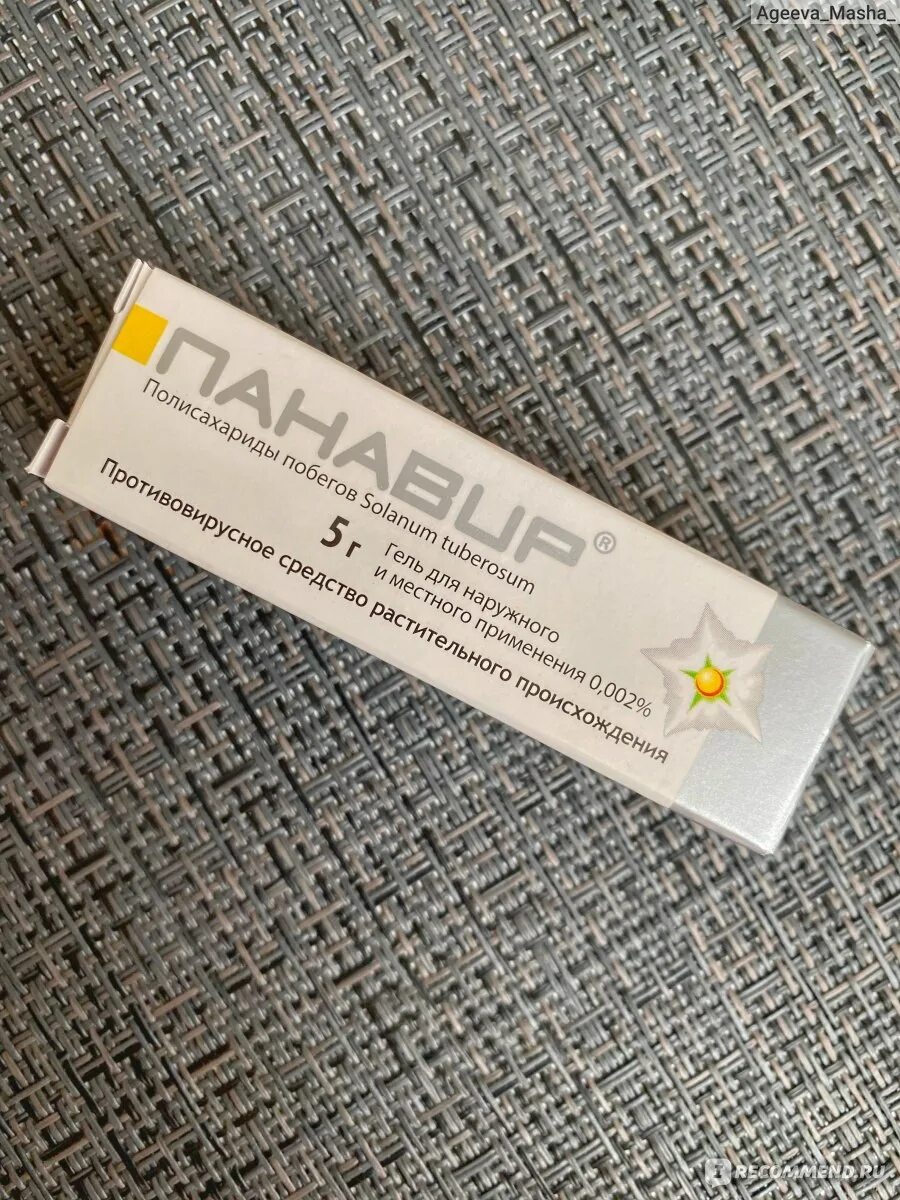 Ageeva_Masha_
ПАНАВИР®
Полисахариды побегов Solanum tuberosum
5 г
Гель для наружного
и местного применения 0,002%
Противовирусное средство растительного происхождения
IRECOMMEND.RU